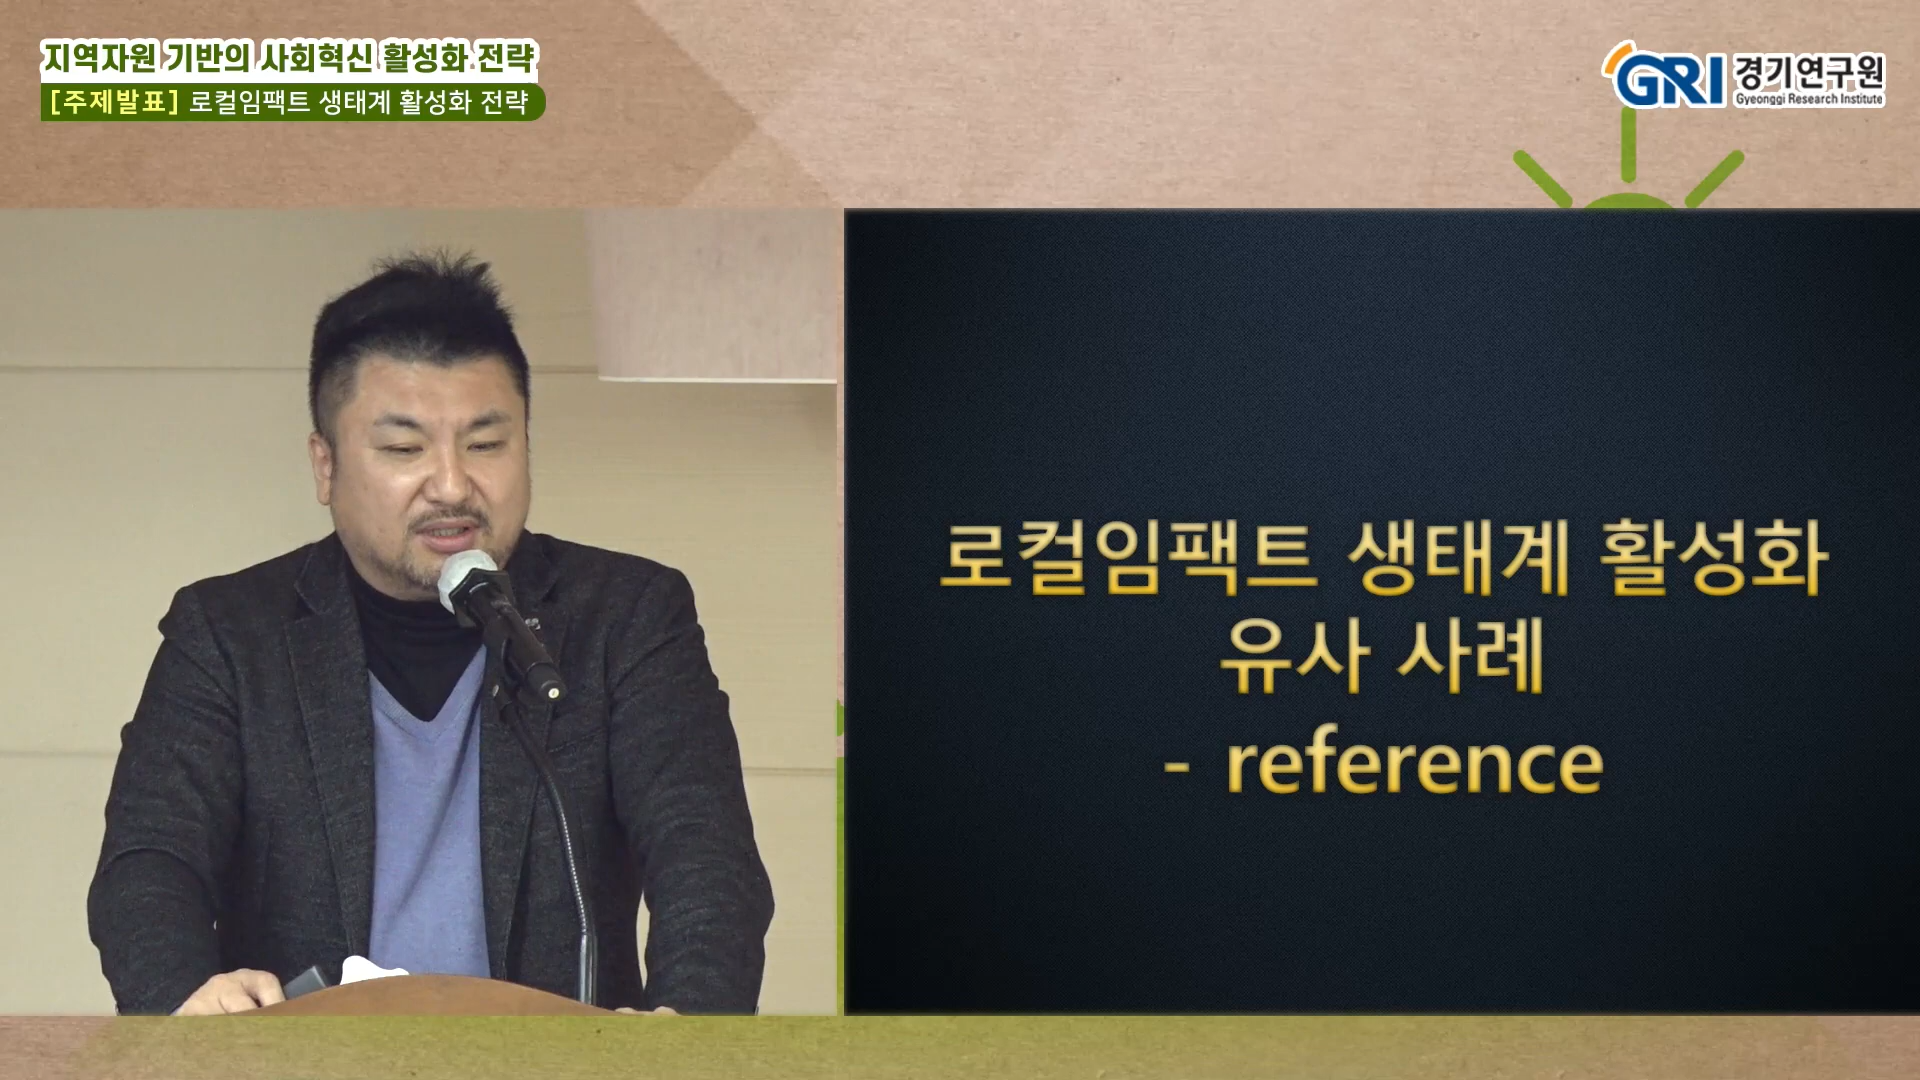 지역자원 기반의 사회혁신 활성화 전략
[주제발표] 로컬임팩트 생태계 활성화 전략
GRI 경기연구원
Gyeonggi Research Institute
로컬임팩트 생태계 활성화
유사 사례
- reference